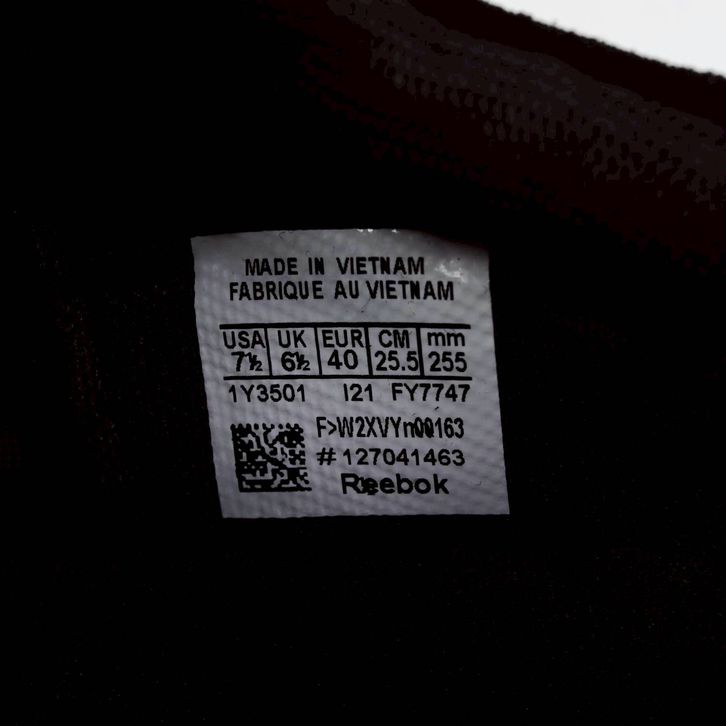 MADE IN VIETNAM
FABRIQUE AU VIETNAM
USA UK EUR CM mm
7½ 6½ 40 25.5 255
1Y3501 I21 FY7747
F>W2XVYn00163
#127041463
Reebok